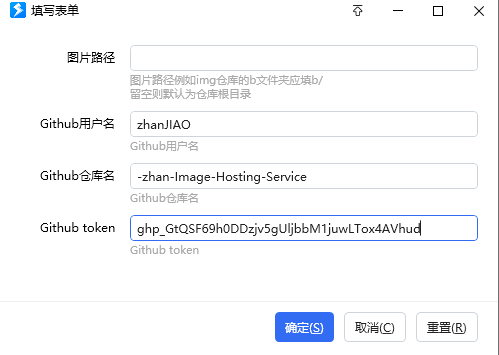 填写表单
图片路径
图片路径例如img仓库的b文件夹应填b/
留空则默认为仓库根目录
Github用户名
zhanJIAO
Github用户名
Github仓库名
-zhan-Image-Hosting-Service
Github仓库名
Github token
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
Github token
确定(S)
取消(C)
重置(R)